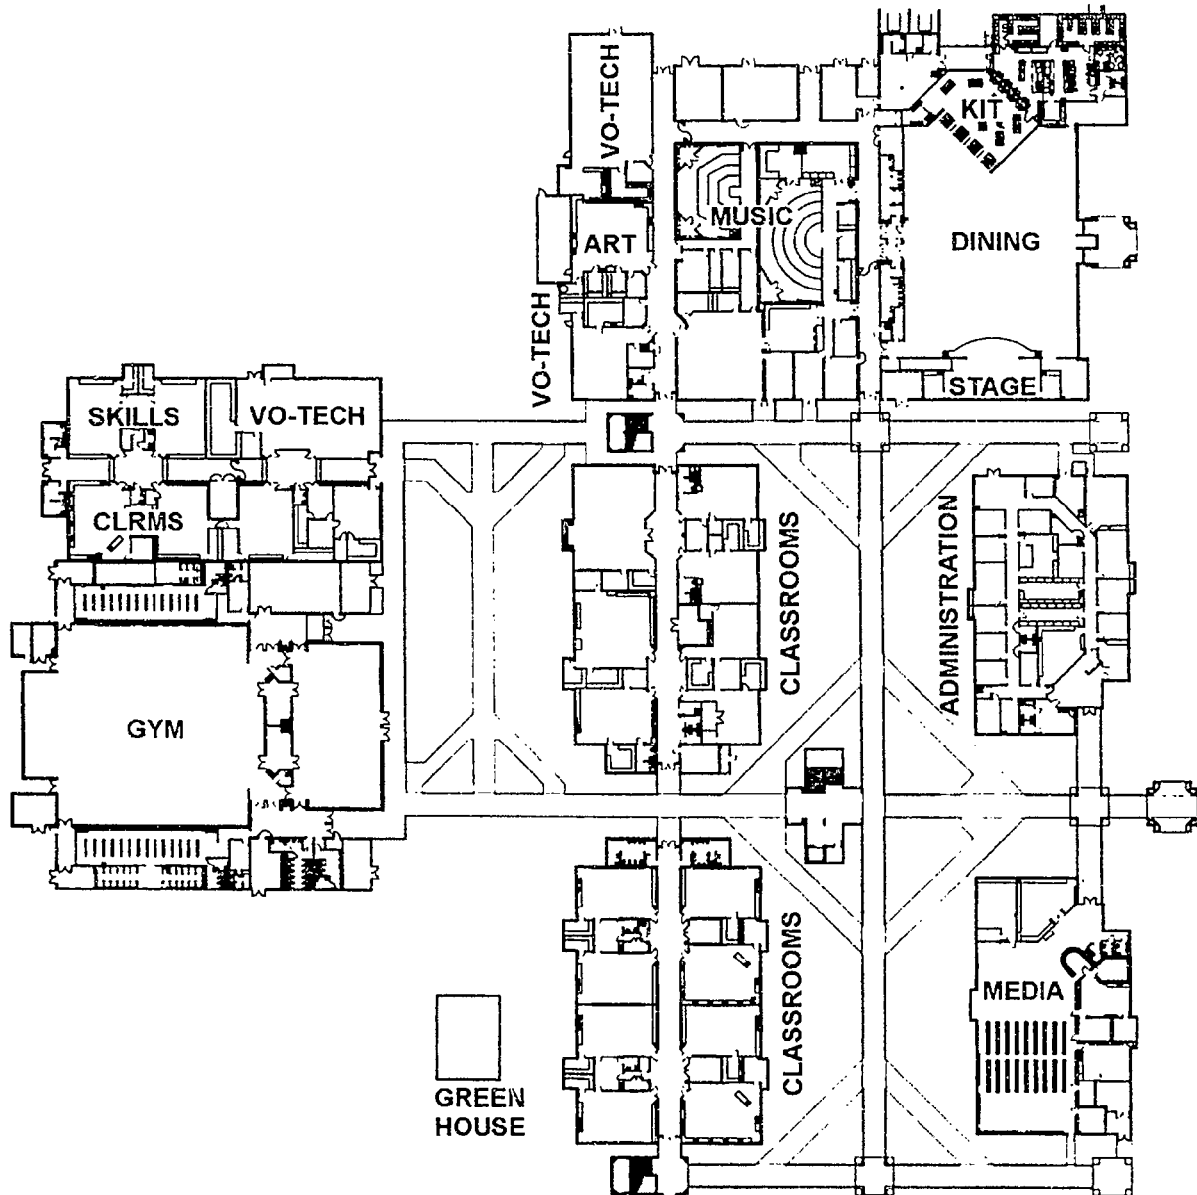 VO-TECH
KIT
MUSIC
ART
DINING
VO-TECH
STAGE
SKILLS
VO-TECH
CLRMS
CLASSROOMS
ADMINISTRATION
GYM
CLASSROOMS
MEDIA
GREEN
HOUSE